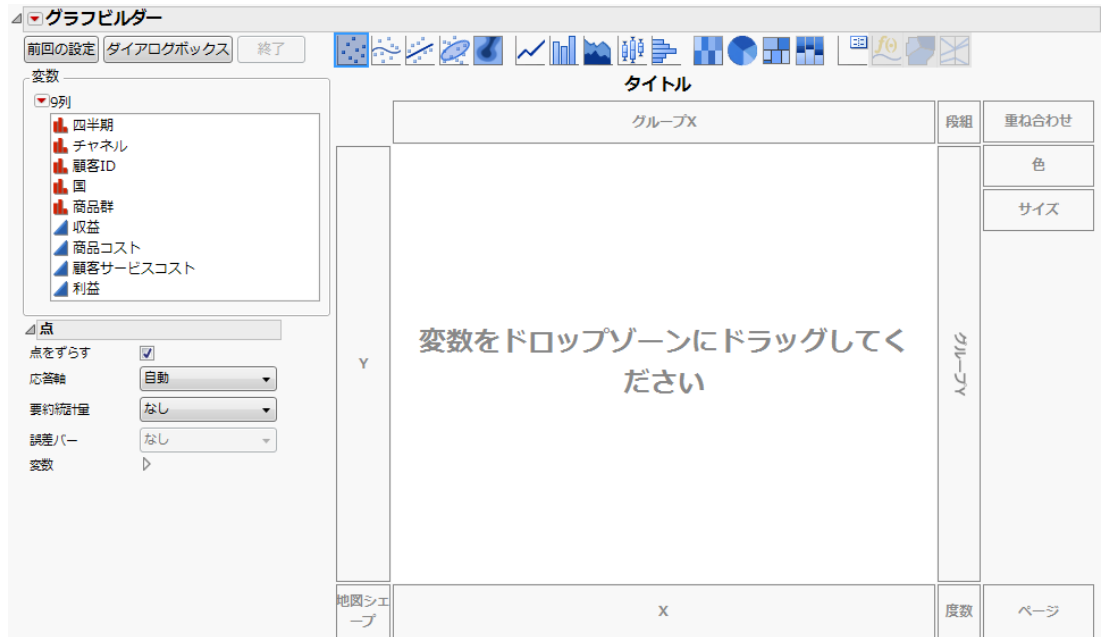 グラフビルダー
前回の設定 ダイアログボックス 終了
変数
9列
四半期
チャネル
顧客ID
国
商品群
収益
商品コスト
顧客サービスコスト
利益
点
点をずらす
応答軸 自動
要約統計量 なし
誤差バー なし
変数
f(x)
タイトル
グループX
段組
重ね合わせ
色
サイズ
Y
変数をドロップゾーンにドラッグしてく
ださい
グループY
地図シェ
ープ
X
度数
ページ